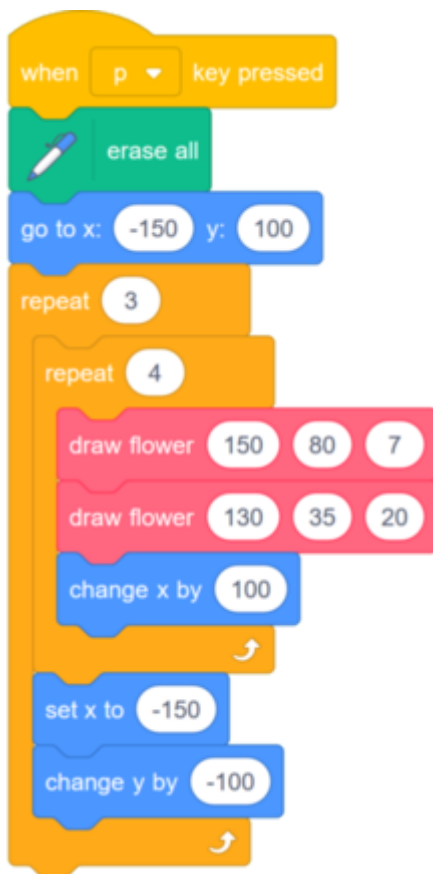 when p key pressed
erase all
go to x: -150 y: 100
repeat 3
repeat 4
draw flower 150 80 7
draw flower 130 35 20
change x by 100
set x to -150
change y by -100